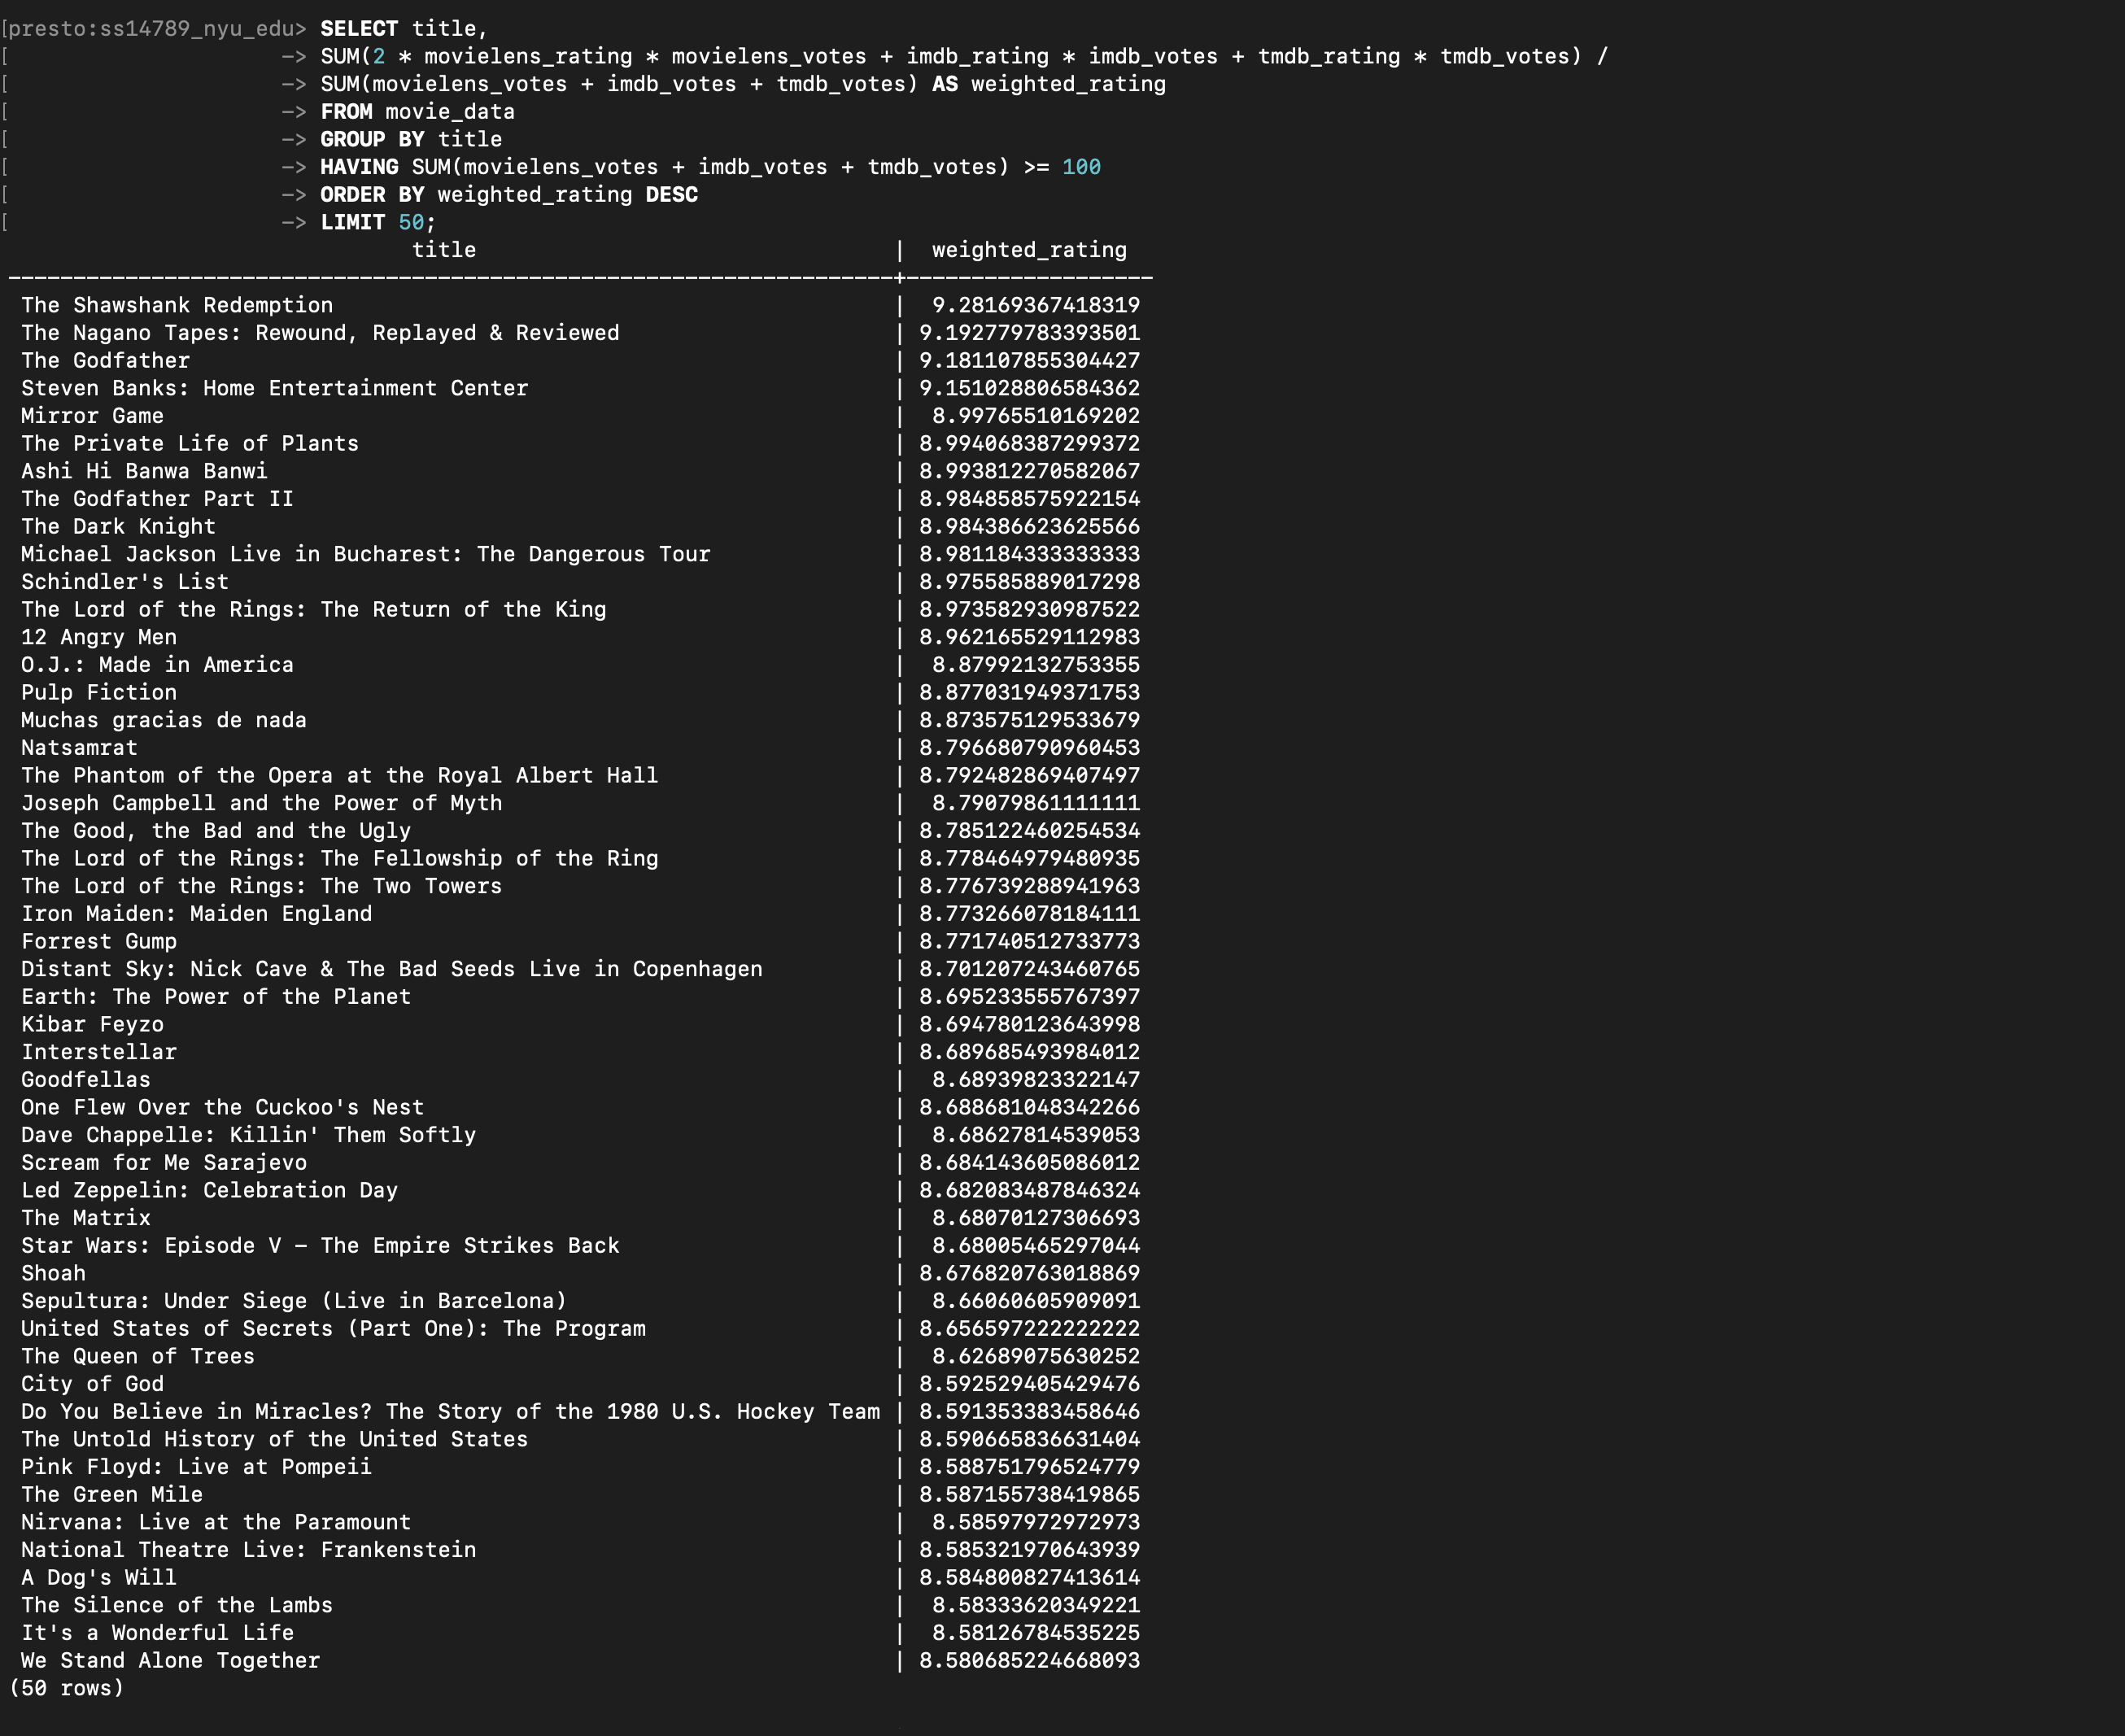 [presto:ss14789_nyu_edu> SELECT title,
[                     -> SUM(2 * movielens_rating * movielens_votes + imdb_rating * imdb_votes + tmdb_rating * tmdb_votes) /
[                     -> SUM(movielens_votes + imdb_votes + tmdb_votes) AS weighted_rating
[                     -> FROM movie_data
[                     -> GROUP BY title
[                     -> HAVING SUM(movielens_votes + imdb_votes + tmdb_votes) >= 100
[                     -> ORDER BY weighted_rating DESC
[                     -> LIMIT 50;
title | weighted_rating
--------------------------------------------------------------------+-------------------
The Shawshank Redemption | 9.28169367418319
The Nagano Tapes: Rewound, Replayed & Reviewed | 9.192779783393501
The Godfather | 9.181107855304427
Steven Banks: Home Entertainment Center | 9.151028806584362
Mirror Game | 8.99765510169202
The Private Life of Plants | 8.994068387299372
Ashi Hi Banwa Banwi | 8.993812270582067
The Godfather Part II | 8.984858575922154
The Dark Knight | 8.984386623625566
Michael Jackson Live in Bucharest: The Dangerous Tour | 8.981184333333333
Schindler's List | 8.975585889017298
The Lord of the Rings: The Return of the King | 8.973582930987522
12 Angry Men | 8.962165529112983
O.J.: Made in America | 8.87992132753355
Pulp Fiction | 8.877031949371753
Muchas gracias de nada | 8.873575129533679
Natsamrat | 8.796680790960453
The Phantom of the Opera at the Royal Albert Hall | 8.792482869407497
Joseph Campbell and the Power of Myth | 8.79079861111111
The Good, the Bad and the Ugly | 8.785122460254534
The Lord of the Rings: The Fellowship of the Ring | 8.778464979480935
The Lord of the Rings: The Two Towers | 8.776739288941963
Iron Maiden: Maiden England | 8.773266078184111
Forrest Gump | 8.771740512733773
Distant Sky: Nick Cave & The Bad Seeds Live in Copenhagen | 8.701207243460765
Earth: The Power of the Planet | 8.695233555767397
Kibar Feyzo | 8.694780123643998
Interstellar | 8.689685493984012
Goodfellas | 8.68939823322147
One Flew Over the Cuckoo's Nest | 8.688681048342266
Dave Chappelle: Killin' Them Softly | 8.68627814539053
Scream for Me Sarajevo | 8.684143605086012
Led Zeppelin: Celebration Day | 8.682083487846324
The Matrix | 8.68070127306693
Star Wars: Episode V – The Empire Strikes Back | 8.68005465297044
Shoah | 8.676820763018869
Sepultura: Under Siege (Live in Barcelona) | 8.66060605909091
United States of Secrets (Part One): The Program | 8.656597222222222
The Queen of Trees | 8.62689075630252
City of God | 8.592529405429476
Do You Believe in Miracles? The Story of the 1980 U.S. Hockey Team | 8.591353383458646
The Untold History of the United States | 8.590665836631404
Pink Floyd: Live at Pompeii | 8.588751796524779
The Green Mile | 8.587155738419865
Nirvana: Live at the Paramount | 8.58597972972973
National Theatre Live: Frankenstein | 8.585321970643939
A Dog's Will | 8.584800827413614
The Silence of the Lambs | 8.58333620349221
It's a Wonderful Life | 8.58126784535225
We Stand Alone Together | 8.580685224668093
(50 rows)